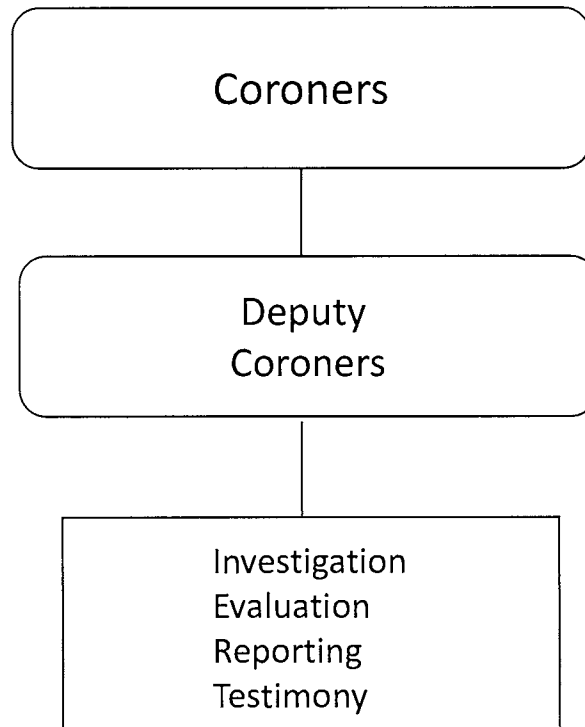 Coroners
Deputy
Coroners
Investigation
Evaluation
Reporting
Testimony